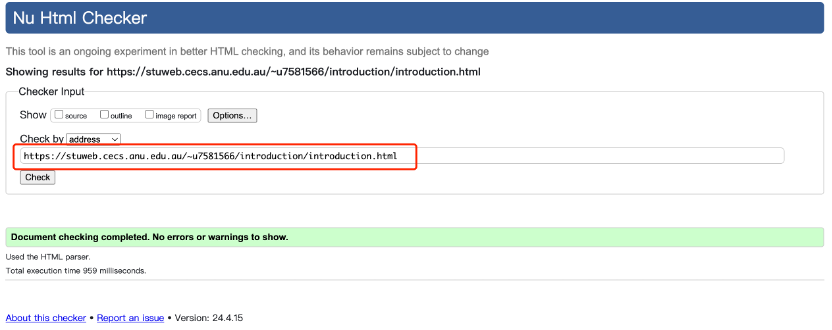 Nu Html Checker
This tool is an ongoing experiment in better HTML checking, and its behavior remains subject to change
Showing results for https://stuweb.cecs.anu.edu.au/~u7581566/introduction/introduction.html
Checker Input
Show source outline image report Options...
Check by address
https://stuweb.cecs.anu.edu.au/~u7581566/introduction/introduction.html
Check
Document checking completed. No errors or warnings to show.
Used the HTML parser.
Total execution time 959 milliseconds.
About this checker • Report an issue • Version: 24.4.15